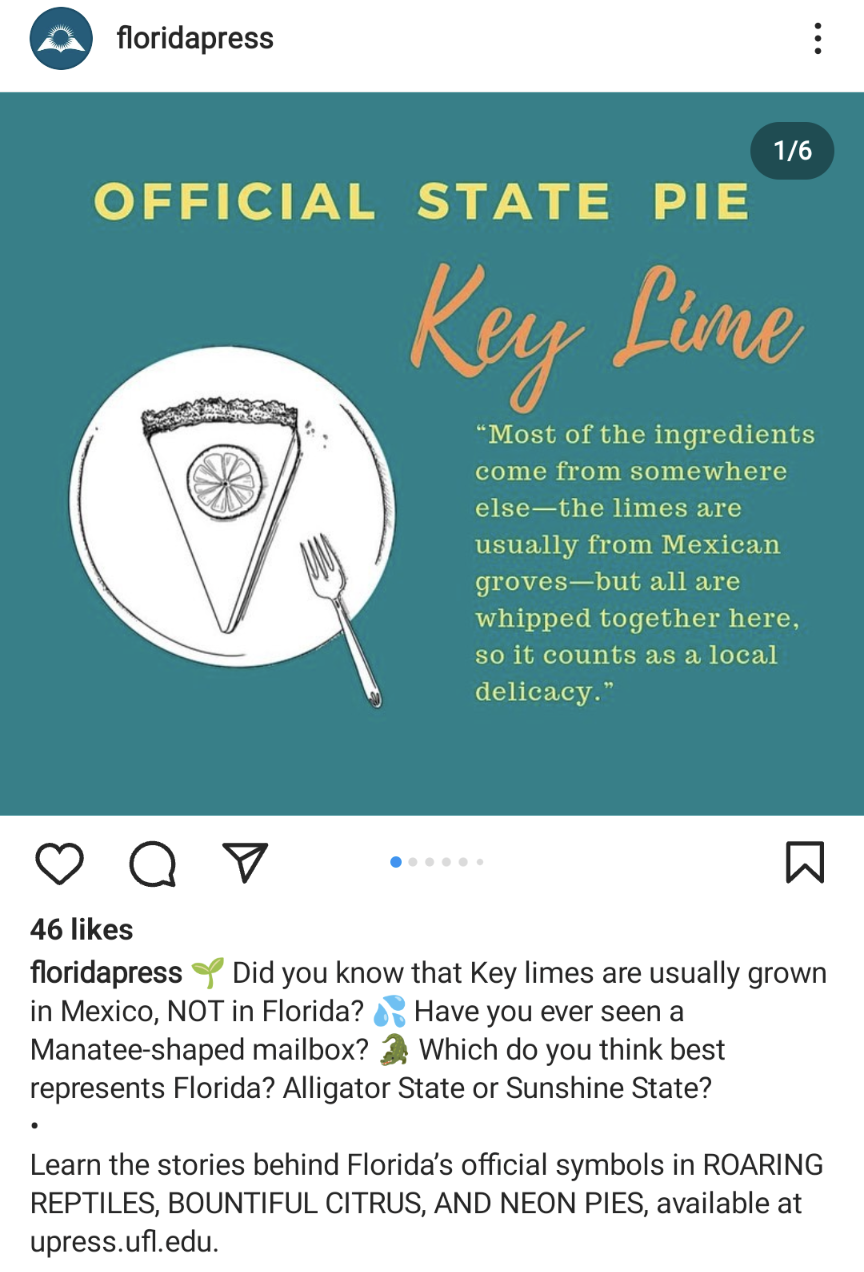 floridapress
1/6
OFFICIAL STATE PIE
Key Lime
“Most of the ingredients
come from somewhere
else—the limes are
usually from Mexican
groves—but all are
whipped together here,
so it counts as a local
delicacy.”
46 likes
floridapress 🌱 Did you know that Key limes are usually grown
in Mexico, NOT in Florida? 💦 Have you ever seen a
Manatee-shaped mailbox? 🐊 Which do you think best
represents Florida? Alligator State or Sunshine State?
•
Learn the stories behind Florida’s official symbols in ROARING
REPTILES, BOUNTIFUL CITRUS, AND NEON PIES, available at
upress.ufl.edu.